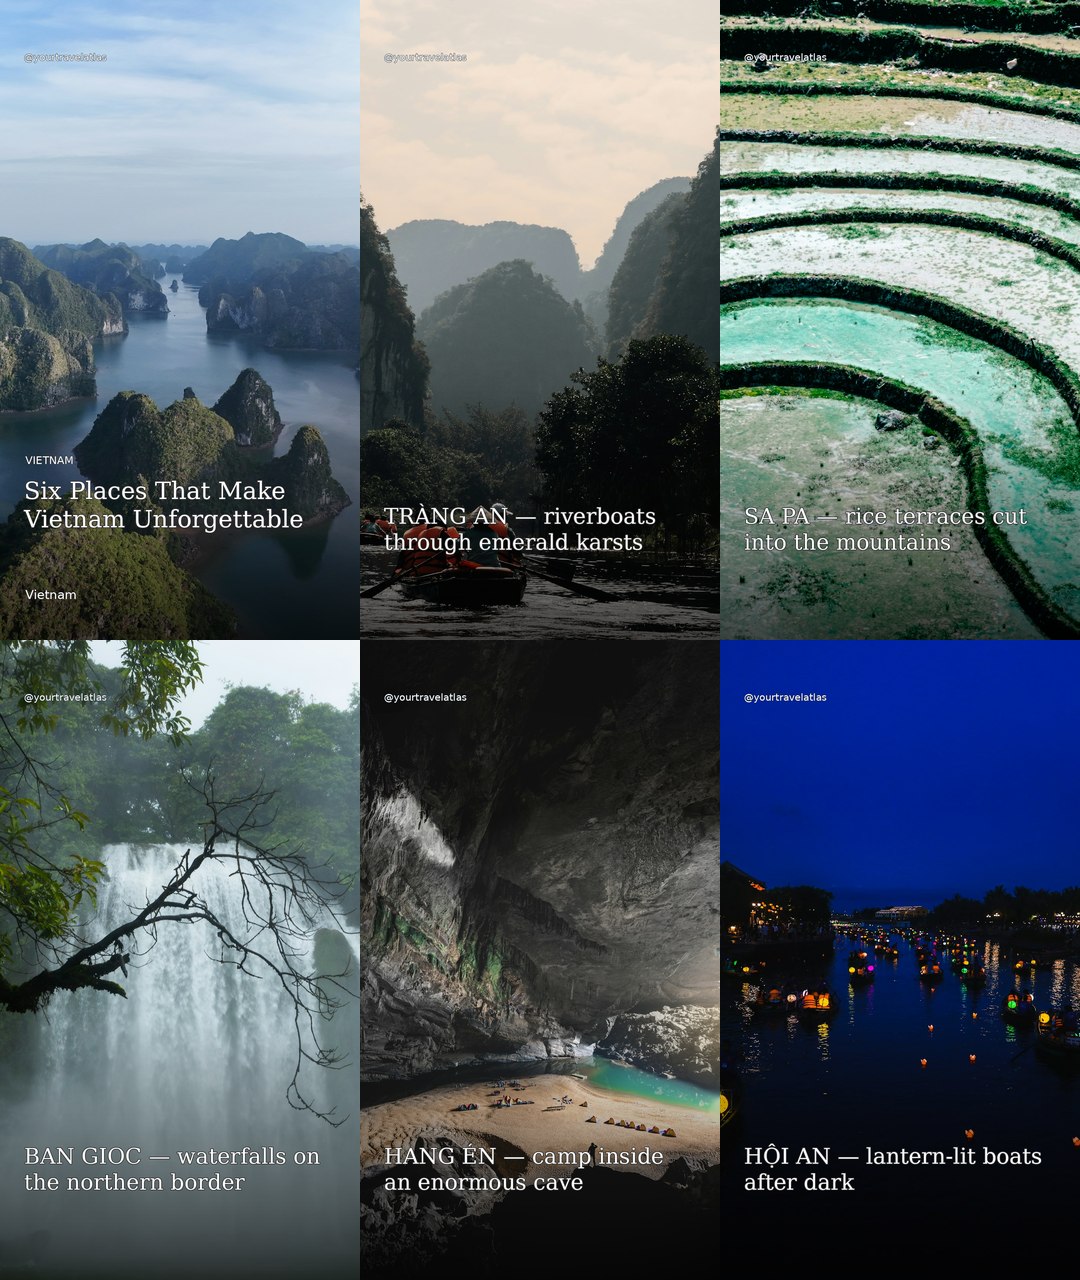 @yourtravelatlas
VIETNAM
Six Places That Make
Vietnam Unforgettable
Vietnam
@yourtravelatlas
TRÀNG AN — riverboats
through emerald karsts
@yourtravelatlas
SA PA — rice terraces cut
into the mountains
@yourtravelatlas
BAN GIOC — waterfalls on
the northern border
@yourtravelatlas
HANG ÉN — camp inside
an enormous cave
@yourtravelatlas
HỘI AN — lantern-lit boats
after dark